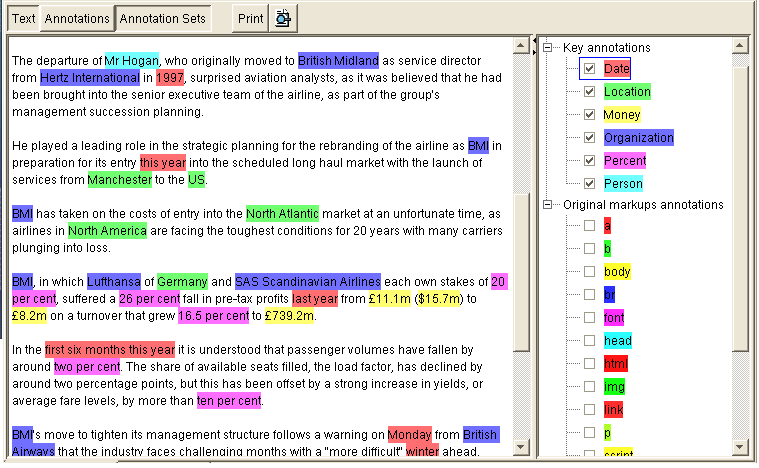 Text Annotations Annotation Sets Print
The departure of Mr Hogan, who originally moved to British Midland as service director
from Hertz International in 1997, surprised aviation analysts, as it was believed that he had
been brought into the senior executive team of the airline, as part of the group's
management succession planning.
He played a leading role in the strategic planning for the rebranding of the airline as BMI in
preparation for its entry this year into the scheduled long haul market with the launch of
services from Manchester to the US.
BMI has taken on the costs of entry into the North Atlantic market at an unfortunate time, as
airlines in North America are facing the toughest conditions for 20 years with many carriers
plunging into loss.
BMI, in which Lufthansa of Germany and SAS Scandinavian Airlines each own stakes of 20
per cent, suffered a 26 per cent fall in pre-tax profits last year from £11.1m ($15.7m) to
£8.2m on a turnover that grew 16.5 per cent to £739.2m.
In the first six months this year it is understood that passenger volumes have fallen by
around two per cent. The share of available seats filled, the load factor, has declined by
around two percentage points, but this has been offset by a strong increase in yields, or
average fare levels, by more than ten per cent.
BMI's move to tighten its management structure follows a warning on Monday from British
Airways that the industry faces challenging months with a "more difficult" winter ahead.
Key annotations
Date
Location
Money
Organization
Percent
Person
Original markups annotations
a
b
body
br
font
head
html
img
link
p
script